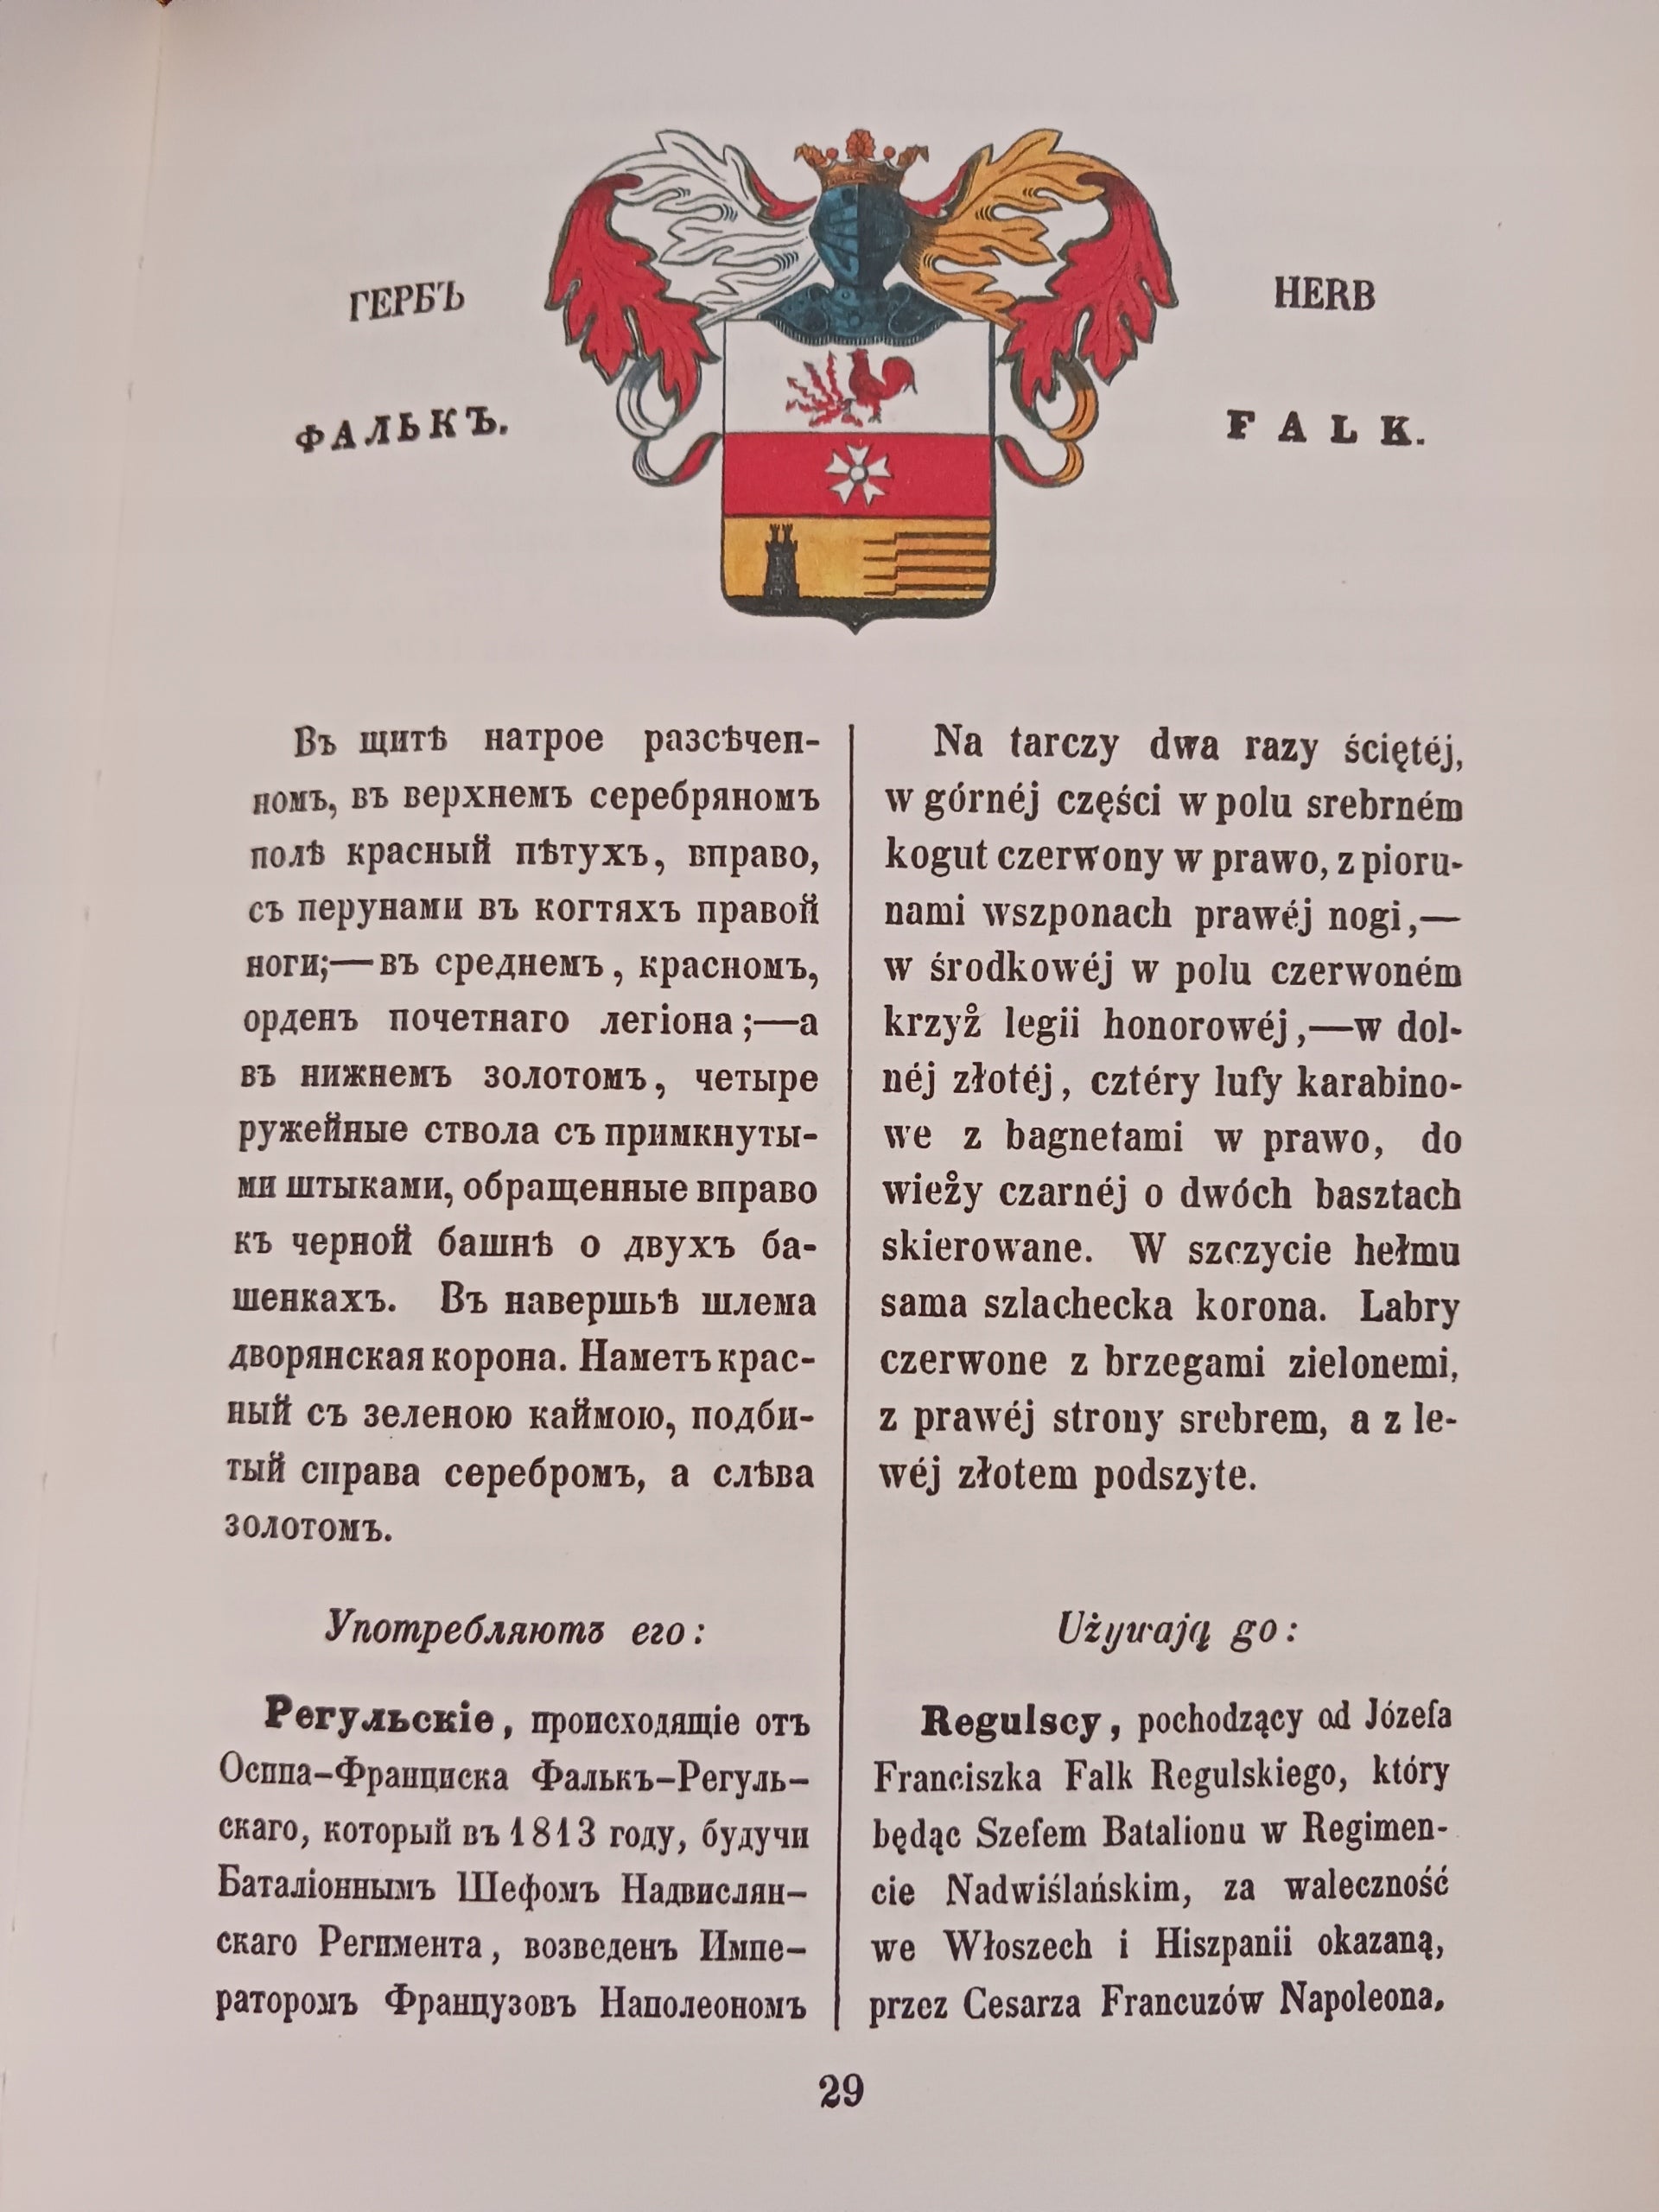 ГЕРБЪ
ФАЛЬКЪ.
HERB
FALK.
Въ щитѣ натрое разсѣчен-
номъ, въ верхнемъ серебряномъ
полѣ красный пѣтухъ, вправо,
съ перунами въ когтяхъ правой
ноги;—въ среднемъ, красномъ,
орденъ почетнаго легіона;—а
въ нижнемъ золотомъ, четыре
ружейные ствола съ примкнуты-
ми штыками, обращенные вправо
къ черной башнѣ о двухъ ба-
шенкахъ. Въ навершьѣ шлема
дворянская корона. Наметъ крас-
ный съ зеленою каймою, подби-
тый справа серебромъ, а слѣва
золотомъ.
Употребляютъ его:
Регульскіе, происходящіе отъ
Осипа-Франциска Фалькъ-Регуль-
скаго, который въ 1813 году, будучи
Баталіоннымъ Шефомъ Надвислян-
скаго Регимента, возведенъ Импе-
раторомъ Французовъ Наполеономъ
Na tarczy dwa razy ściętéj,
w górnéj części w polu srebrném
kogut czerwony w prawo, z pioru-
nami wszponach prawéj nogi,—
w środkowéj w polu czerwoném
krzyż legii honorowéj,—w dol-
néj złotéj, cztéry lufy karabino-
we z bagnetami w prawo, do
wieży czarnéj o dwóch basztach
skierowane. W szczycie hełmu
sama szlachecka korona. Labry
czerwone z brzegami zielonemi,
z prawéj strony srebrem, a z le-
wéj złotem podszyte.
Używają go:
Regulscy, pochodzący od Józefa
Franciszka Falk Regulskiego, który
będąc Szefem Batalionu w Regimen-
cie Nadwiślańskim, za waleczność
we Włoszech i Hiszpanii okazaną,
przez Cesarza Francuzów Napoleona,
29